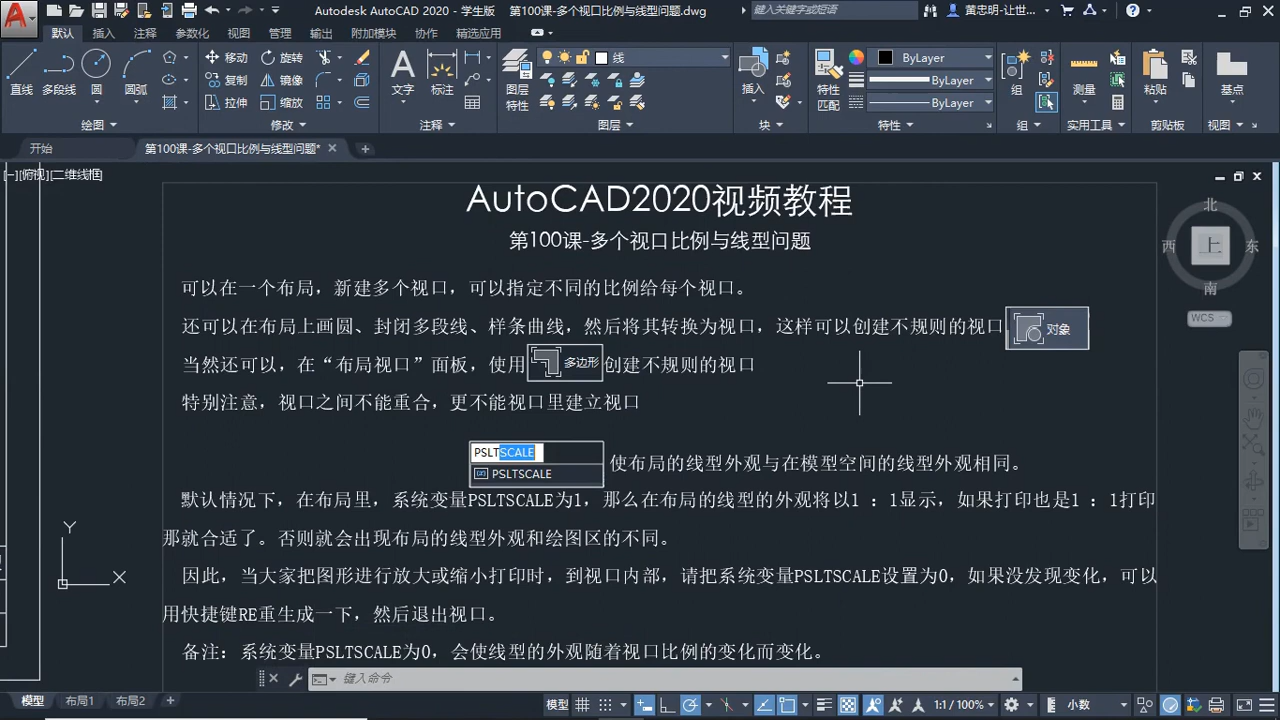 Autodesk AutoCAD 2020 - 学生版 第100课-多个视口比例与线型问题.dwg 键入关键字或短语 黄志明-让世...
默认 插入 注释 参数化 视图 管理 输出 附加模块 协作 精选应用
直线 多段线 圆 圆弧 移动 旋转 复制 镜像 拉伸 缩放 文字 标注 图层特性 线 插入 特性匹配 ByLayer ByLayer ByLayer 组 测量 粘贴 基点
绘图 修改 注释 图层 块 特性 组 实用工具 剪贴板 视图
开始 第100课-多个视口比例与线型问题*
[-][俯视][二维线框]
AutoCAD2020视频教程
第100课-多个视口比例与线型问题
北
西 上 东
南
WCS
可以在一个布局，新建多个视口，可以指定不同的比例给每个视口。
还可以在布局上画圆、封闭多段线、样条曲线，然后将其转换为视口，这样可以创建不规则的视口 对象
当然还可以，在“布局视口”面板，使用 多边形 创建不规则的视口
特别注意，视口之间不能重合，更不能视口里建立视口
PSLTSCALE
PSLTSCALE
使布局的线型外观与在模型空间的线型外观相同。
默认情况下，在布局里，系统变量PSLTSCALE为1，那么在布局的线型的外观将以1 : 1显示，如果打印也是1 : 1打印
那就合适了。否则就会出现布局的线型外观和绘图区的不同。
因此，当大家把图形进行放大或缩小打印时，到视口内部，请把系统变量PSLTSCALE设置为0，如果没发现变化，可以
用快捷键RE重生成一下，然后退出视口。
备注：系统变量PSLTSCALE为0，会使线型的外观随着视口比例的变化而变化。
Y
X
键入命令
模型 布局1 布局2 模型 1:1/100% 小数